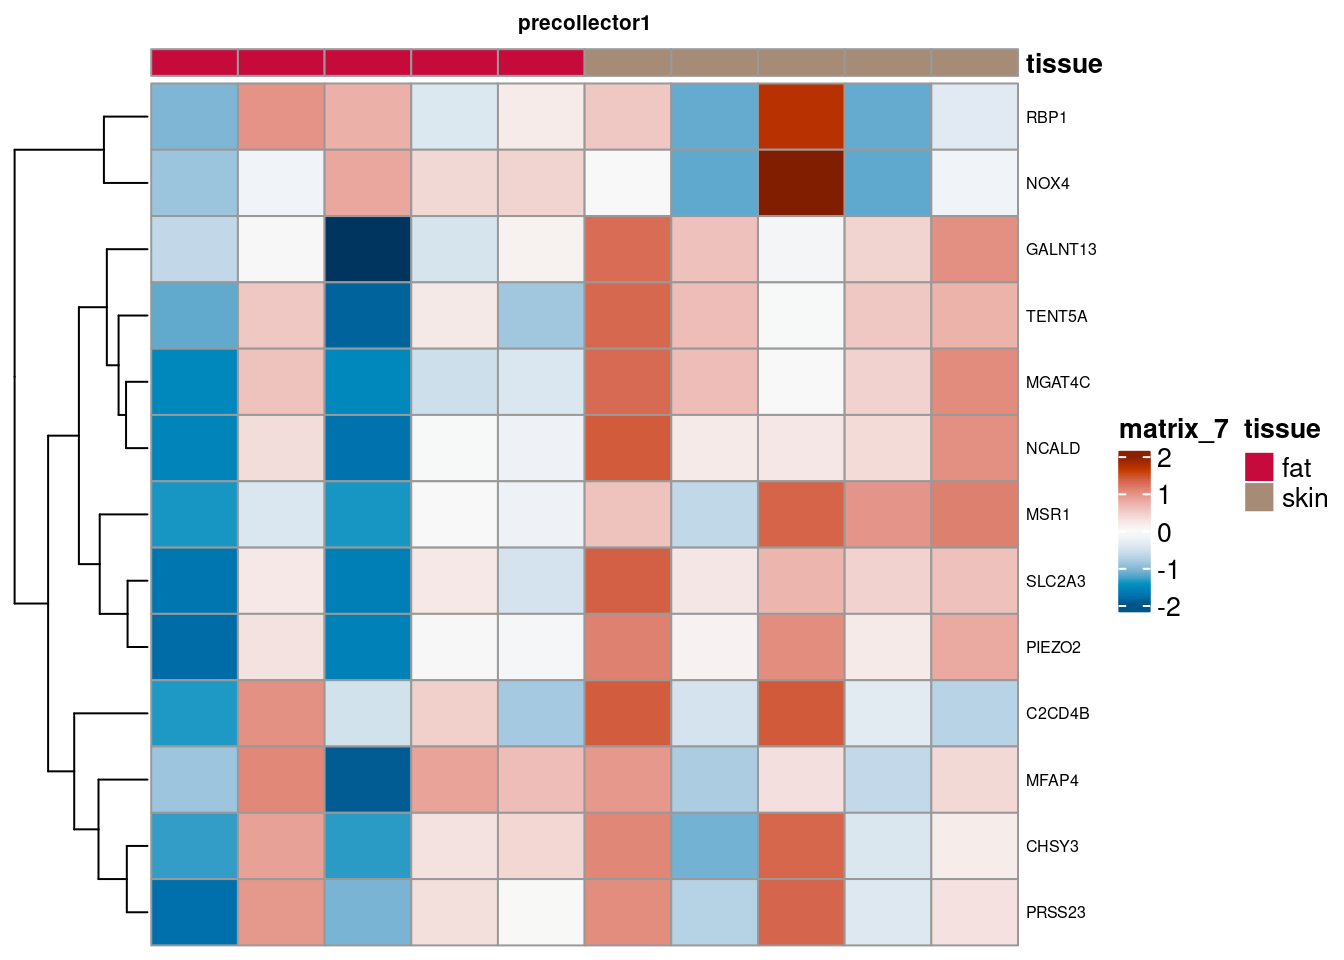 precollector1
tissue
RBP1
NOX4
GALNT13
TENT5A
MGAT4C
NCALD
MSR1
SLC2A3
PIEZO2
C2CD4B
MFAP4
CHSY3
PRSS23
matrix_7
2
1
0
-1
-2
tissue
fat
skin